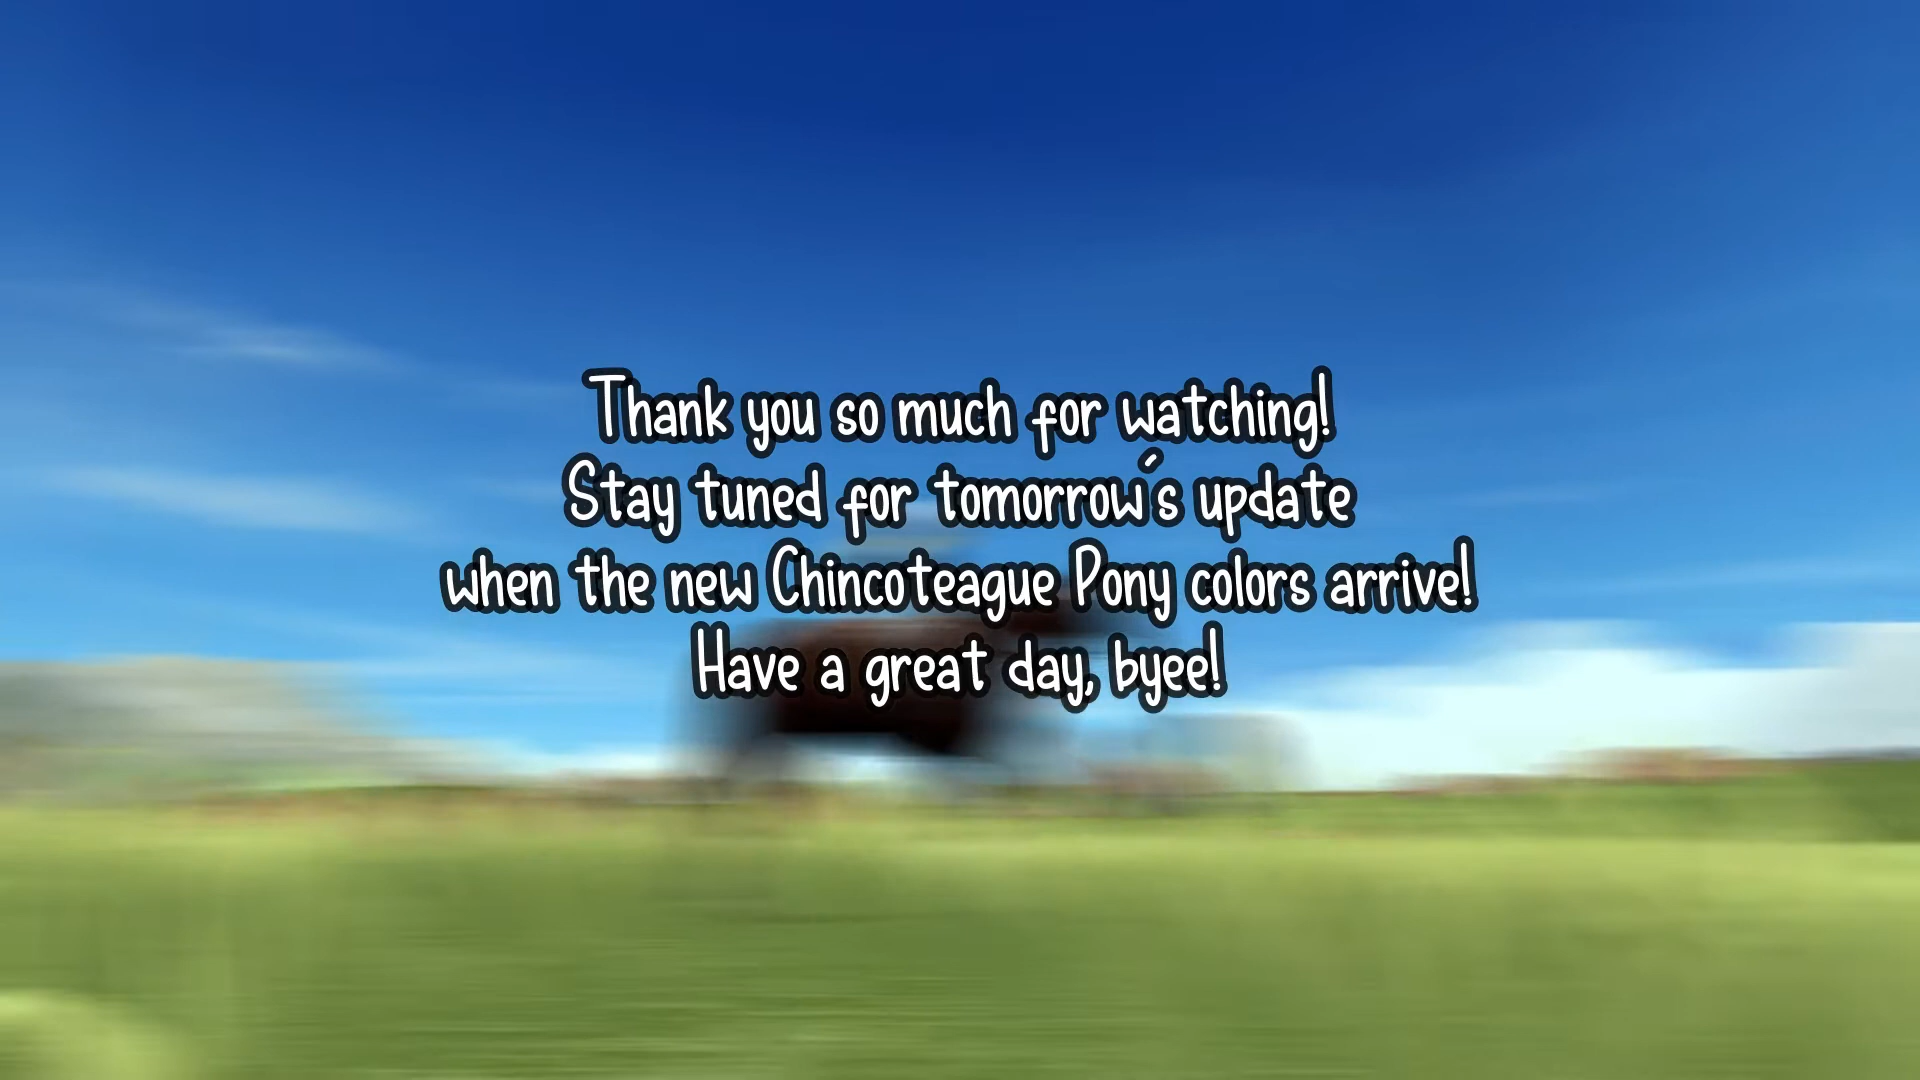 Thank you so much for watching!
Stay tuned for tomorrow´s update
when the new Chincoteague Pony colors arrive!
Have a great day, byee!